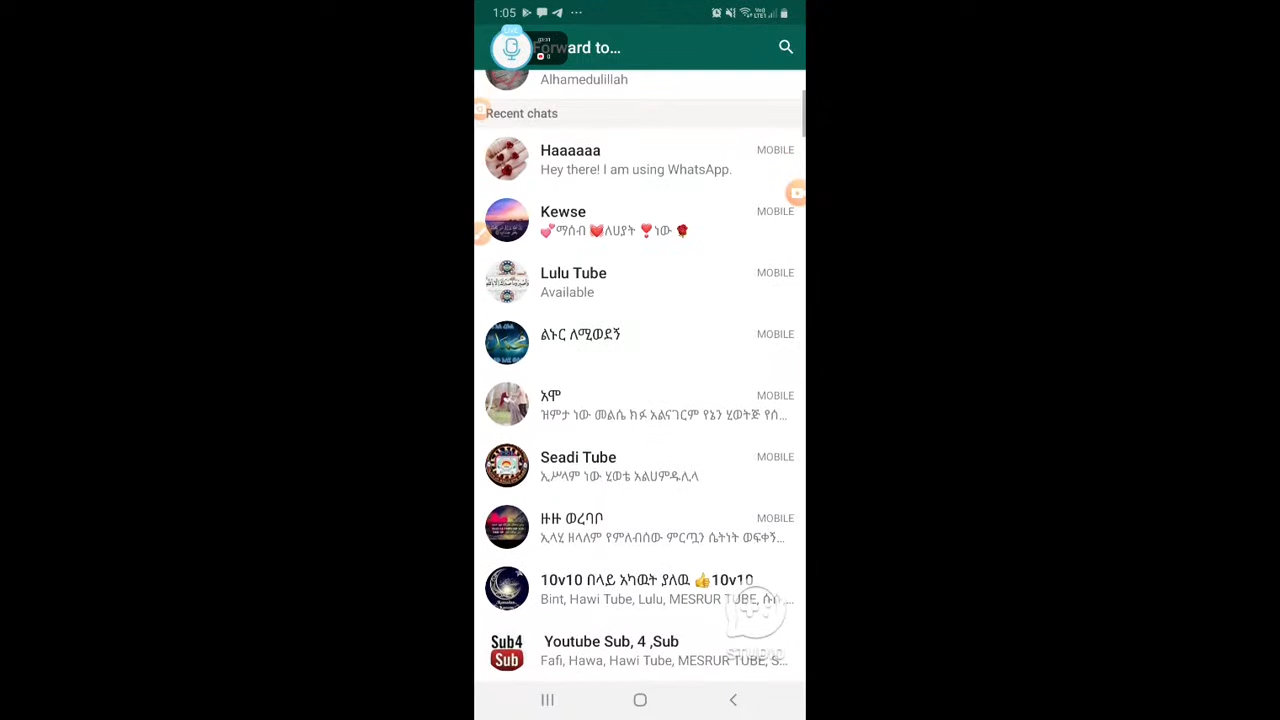 1:05
LIVE
Forward to…
Alhamedulillah
Recent chats
Haaaaaa MOBILE
Hey there! I am using WhatsApp.
Kewse MOBILE
💕ማሰብ 💓ለሀያት ❣️ነው 🌹
Lulu Tube MOBILE
Available
ልኑር ለሚወደኝ MOBILE
እሞ MOBILE
ዝምታ ነው መልሴ ክፉ አልናገርም የኔን ሂወትጅ የሰ…
Seadi Tube MOBILE
ኢሥላም ነው ሂወቴ አልሀምዱሊላ
ዙዙ ወረባቦ MOBILE
ኢላሂ ዘላለም የምለብሰው ምርጧን ሴትነት ወፍቀኝ…
10v10 በላይ አካዉት ያለዉ 👍10v10
Bint, Hawi Tube, Lulu, MESRUR TUBE,
Sub4
Sub
Youtube Sub, 4 ,Sub
Fafi, Hawa, Hawi Tube, MESRUR TUBE, S…